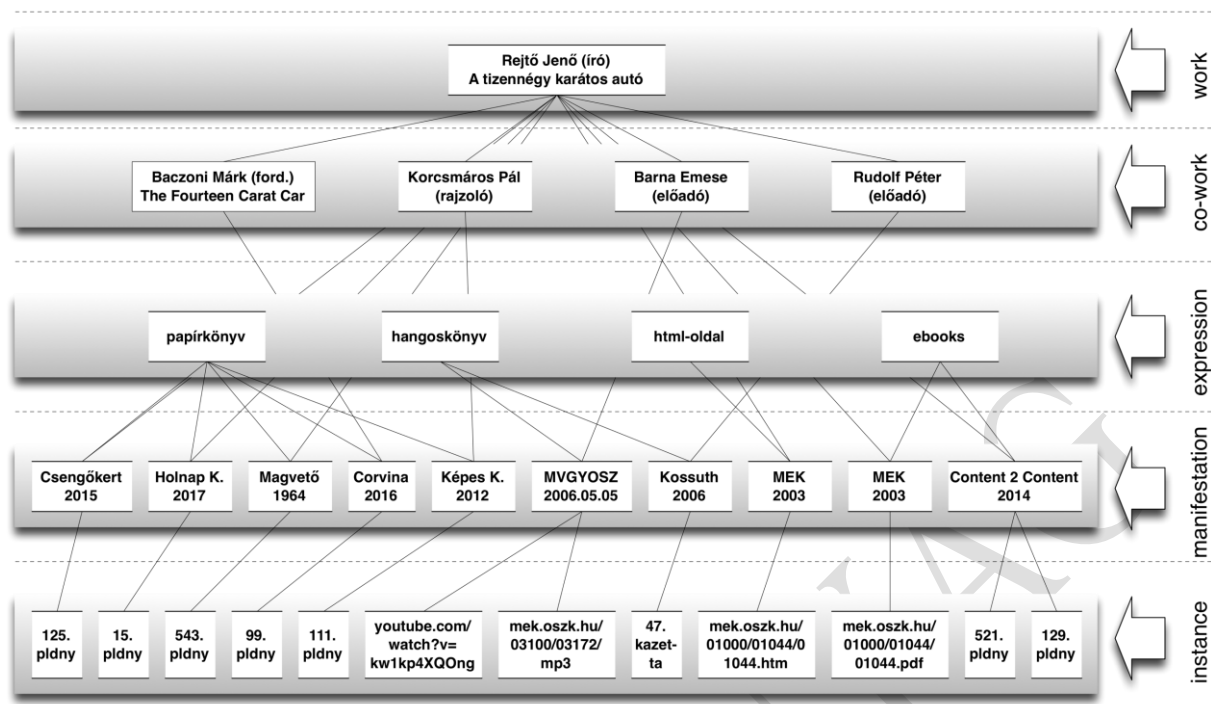 Rejtő Jenő (író)
A tizennégy karátos autó
work
Baczoni Márk (ford.)
The Fourteen Carat Car
Korcsmáros Pál
(rajzoló)
Barna Emese
(előadó)
Rudolf Péter
(előadó)
co-work
papírkönyv
hangoskönyv
html-oldal
ebooks
expression
Csengőkert
2015
Holnap K.
2017
Magvető
1964
Corvina
2016
Képes K.
2012
MVGYOSZ
2006.05.05
Kossuth
2006
MEK
2003
MEK
2003
Content 2 Content
2014
manifestation
125.
pldny
15.
pldny
543.
pldny
99.
pldny
111.
pldny
youtube.com/
watch?v=
kw1kp4XQOng
mek.oszk.hu/
03100/03172/
mp3
47.
kazet-
ta
mek.oszk.hu/
01000/01044/0
1044.htm
mek.oszk.hu/
01000/01044/
01044.pdf
521.
pldny
129.
pldny
instance